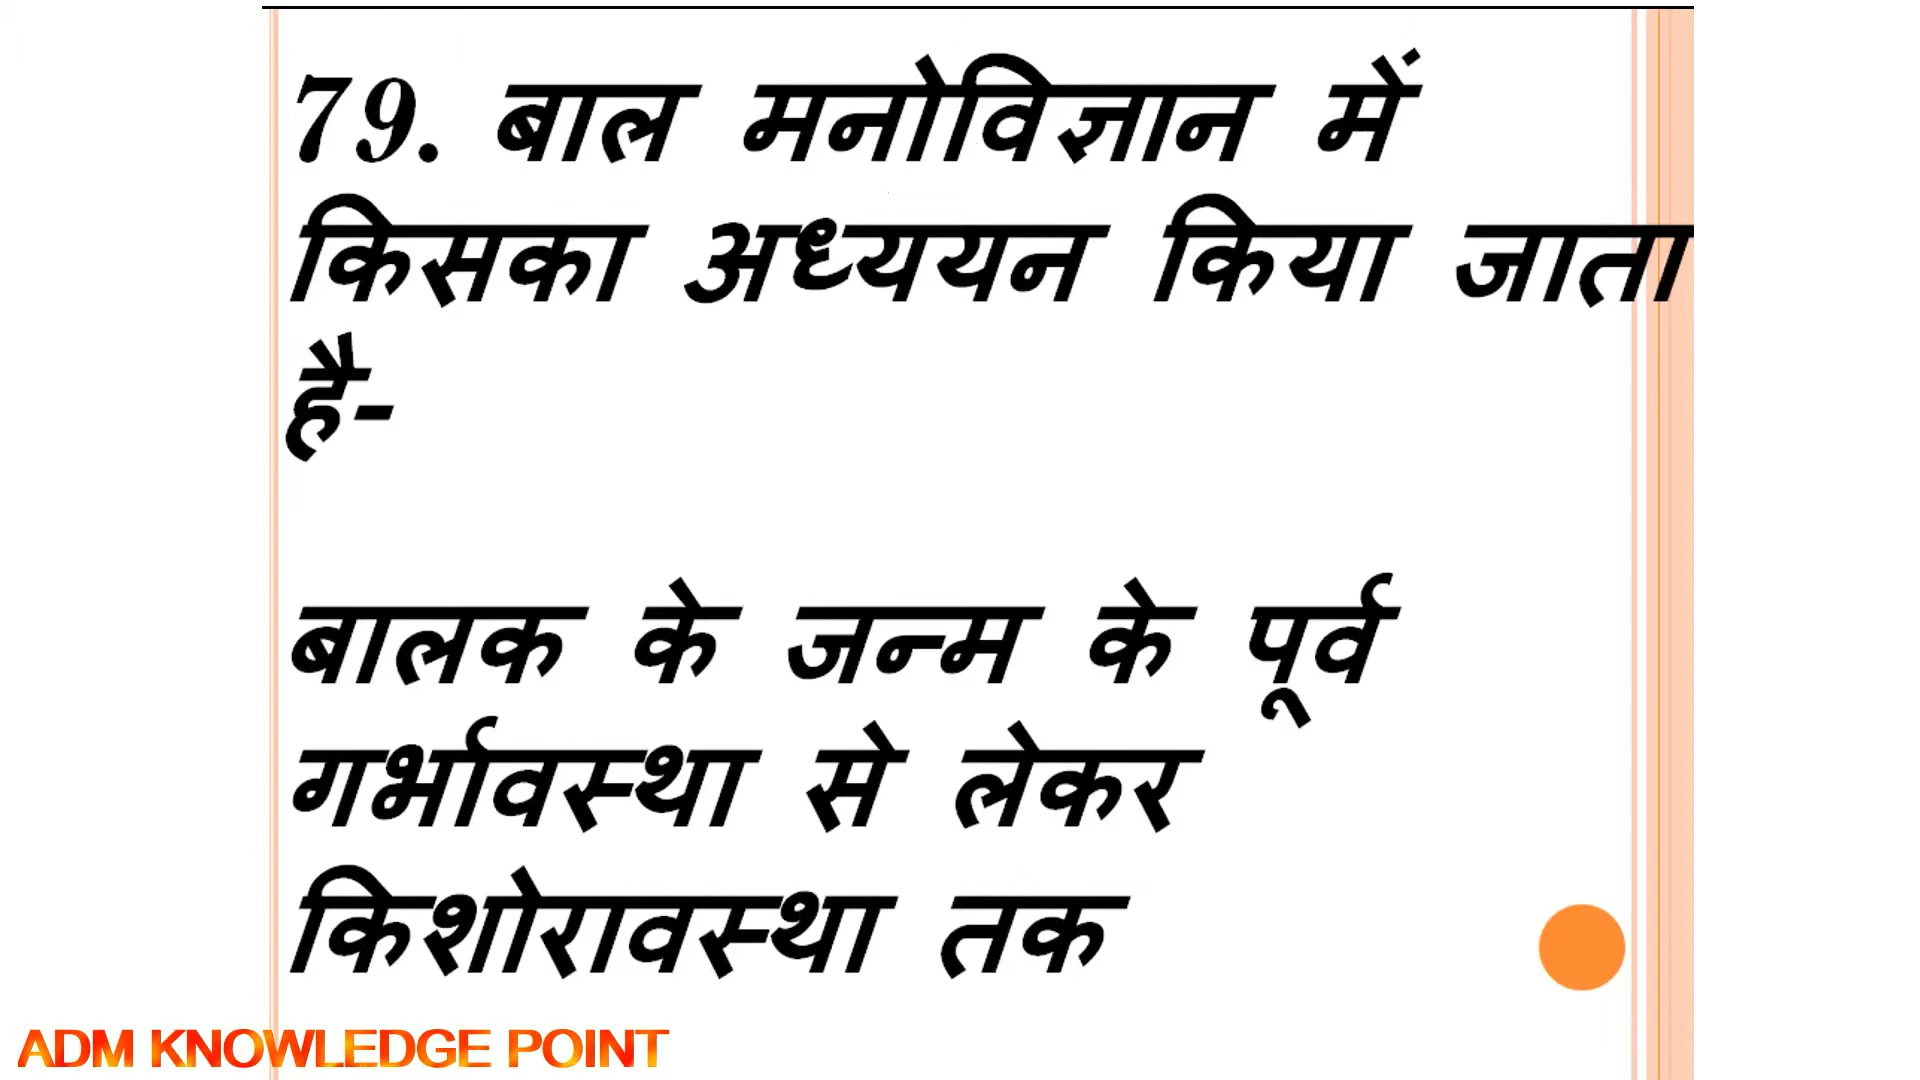 79. बाल मनोविज्ञान में
किसका अध्ययन किया जाता
है-
बालक के जन्म के पूर्व
गर्भावस्था से लेकर
किशोरावस्था तक
ADM KNOWLEDGE POINT